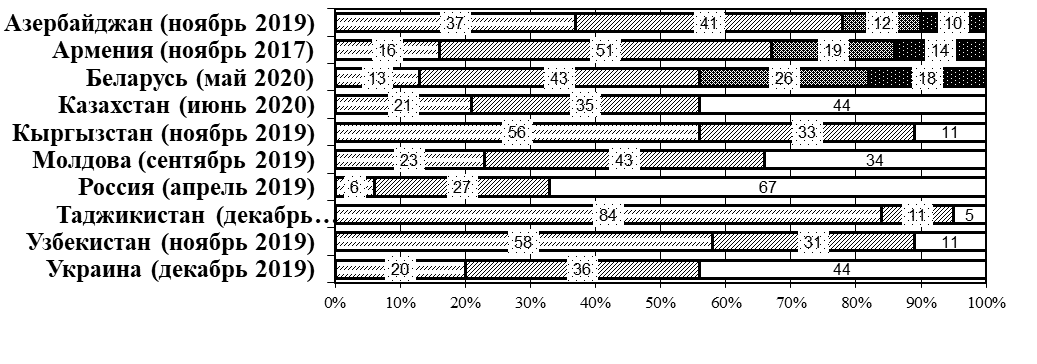 Азербайджан (ноябрь 2019) 37 41 12 10
Армения (ноябрь 2017) 16 51 19 14
Беларусь (май 2020) 13 43 26 18
Казахстан (июнь 2020) 21 35 44
Кыргызстан (ноябрь 2019) 56 33 11
Молдова (сентябрь 2019) 23 43 34
Россия (апрель 2019) 6 27 67
Таджикистан (декабрь… 84 11 5
Узбекистан (ноябрь 2019) 58 31 11
Украина (декабрь 2019) 20 36 44
0% 10% 20% 30% 40% 50% 60% 70% 80% 90% 100%